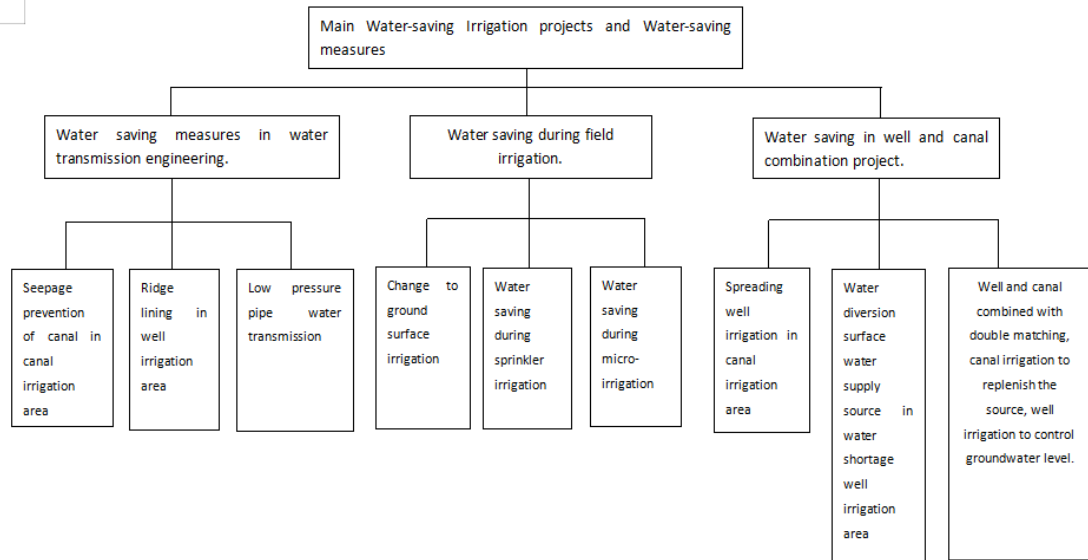 Main Water-saving Irrigation projects and Water-saving
measures
Water saving measures in water
transmission engineering.
Water saving during field
irrigation.
Water saving in well and canal
combination project.
Seepage
prevention
of canal in
canal
irrigation
area
Ridge
lining in
well
irrigation
area
Low pressure
pipe water
transmission
Change to
ground
surface
irrigation
Water
saving
during
sprinkler
irrigation
Water
saving
during
micro-
irrigation
Spreading
well
irrigation in
canal
irrigation
area
Water
diversion
surface
water
supply
source in
water
shortage
well
irrigation
area
Well and canal
combined with
double matching,
canal irrigation to
replenish the
source, well
irrigation to control
groundwater level.